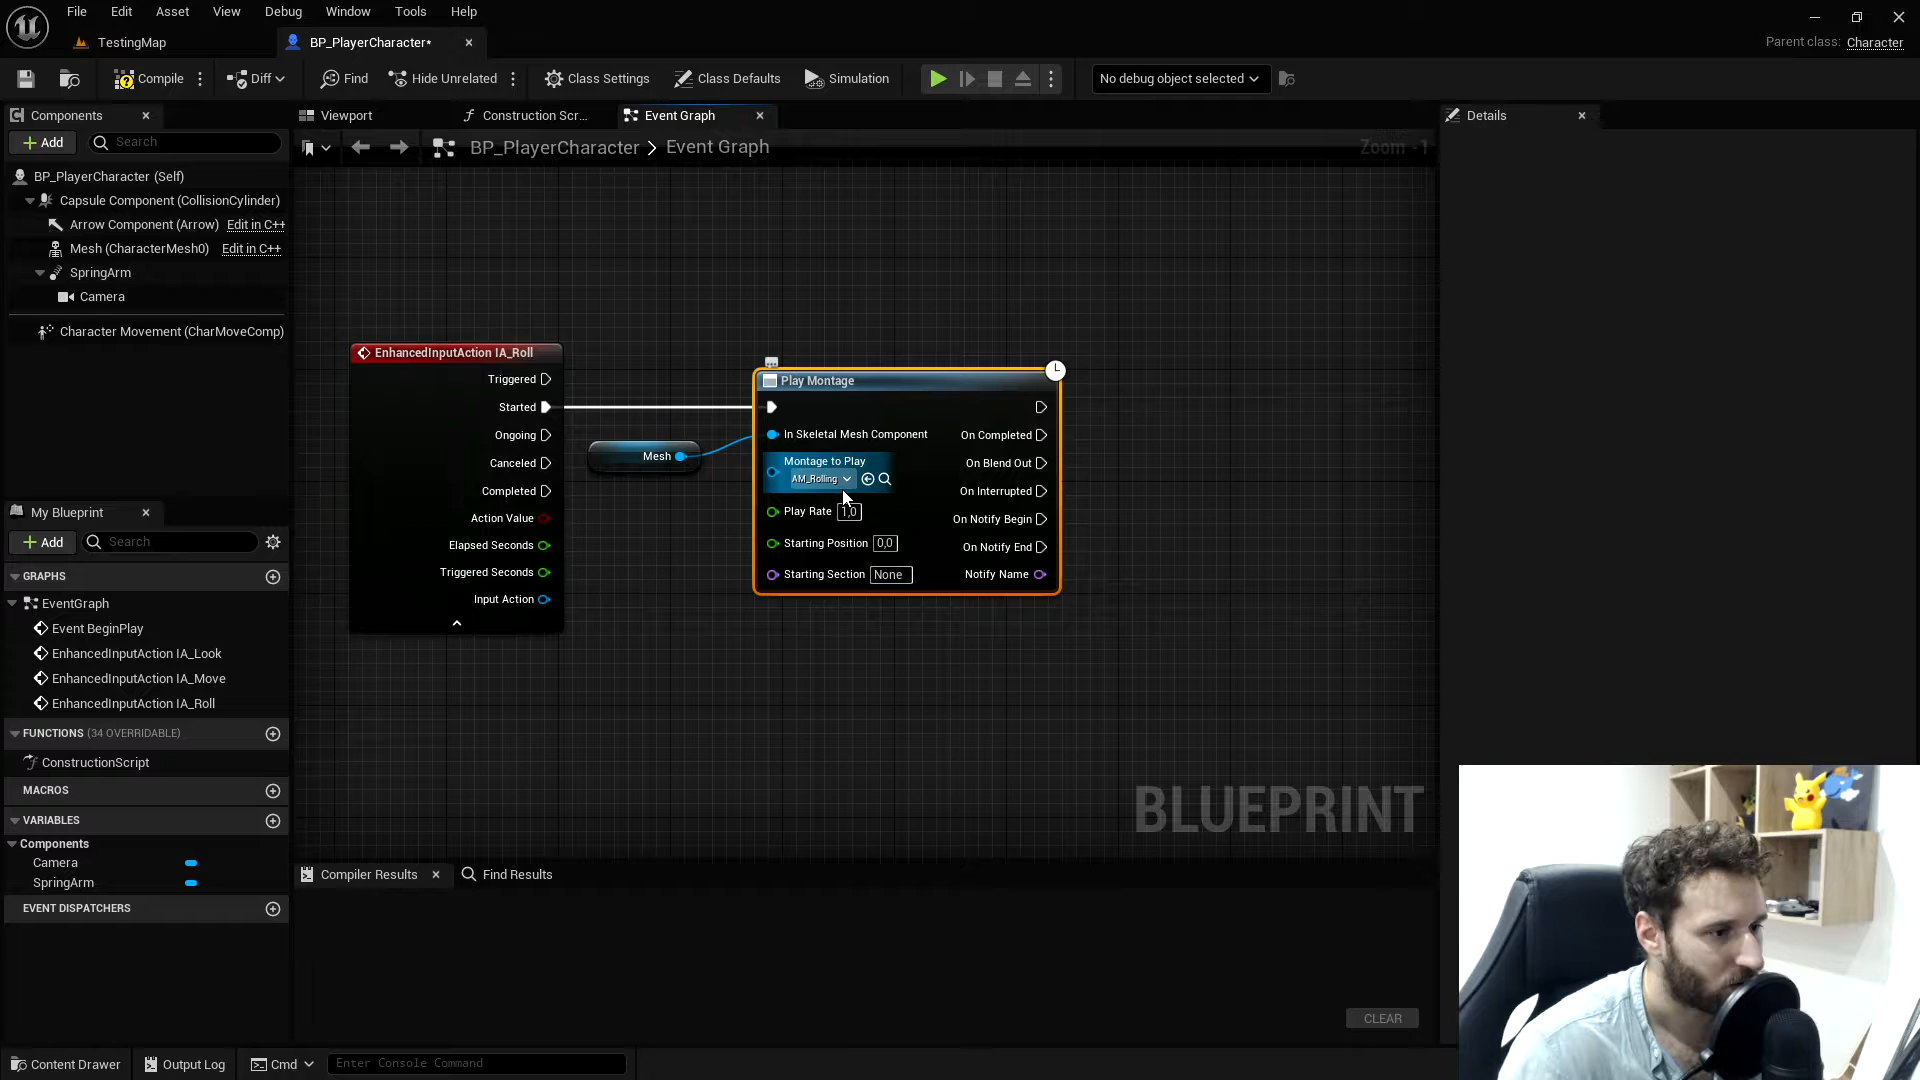 File Edit Asset View Debug Window Tools Help
TestingMap
BP_PlayerCharacter*
Parent class: Character
Compile
Diff
Find
Hide Unrelated
Class Settings
Class Defaults
Simulation
No debug object selected
Components
Add
Search
BP_PlayerCharacter (Self)
Capsule Component (CollisionCylinder)
Arrow Component (Arrow) Edit in C++
Mesh (CharacterMesh0) Edit in C++
SpringArm
Camera
Character Movement (CharMoveComp)
My Blueprint
Add
Search
GRAPHS
EventGraph
Event BeginPlay
EnhancedInputAction IA_Look
EnhancedInputAction IA_Move
EnhancedInputAction IA_Roll
FUNCTIONS (34 OVERRIDABLE)
ConstructionScript
MACROS
VARIABLES
Components
Camera
SpringArm
EVENT DISPATCHERS
Viewport
Construction Scr...
Event Graph
BP_PlayerCharacter > Event Graph
Zoom -1
EnhancedInputAction IA_Roll
Triggered
Started
Ongoing
Canceled
Completed
Action Value
Elapsed Seconds
Triggered Seconds
Input Action
Mesh
Play Montage
In Skeletal Mesh Component
Montage to Play
AM_Rolling
Play Rate 1,0
Starting Position 0,0
Starting Section None
On Completed
On Blend Out
On Interrupted
On Notify Begin
On Notify End
Notify Name
BLUEPRINT
Details
Compiler Results
Find Results
CLEAR
Content Drawer
Output Log
Cmd
Enter Console Command